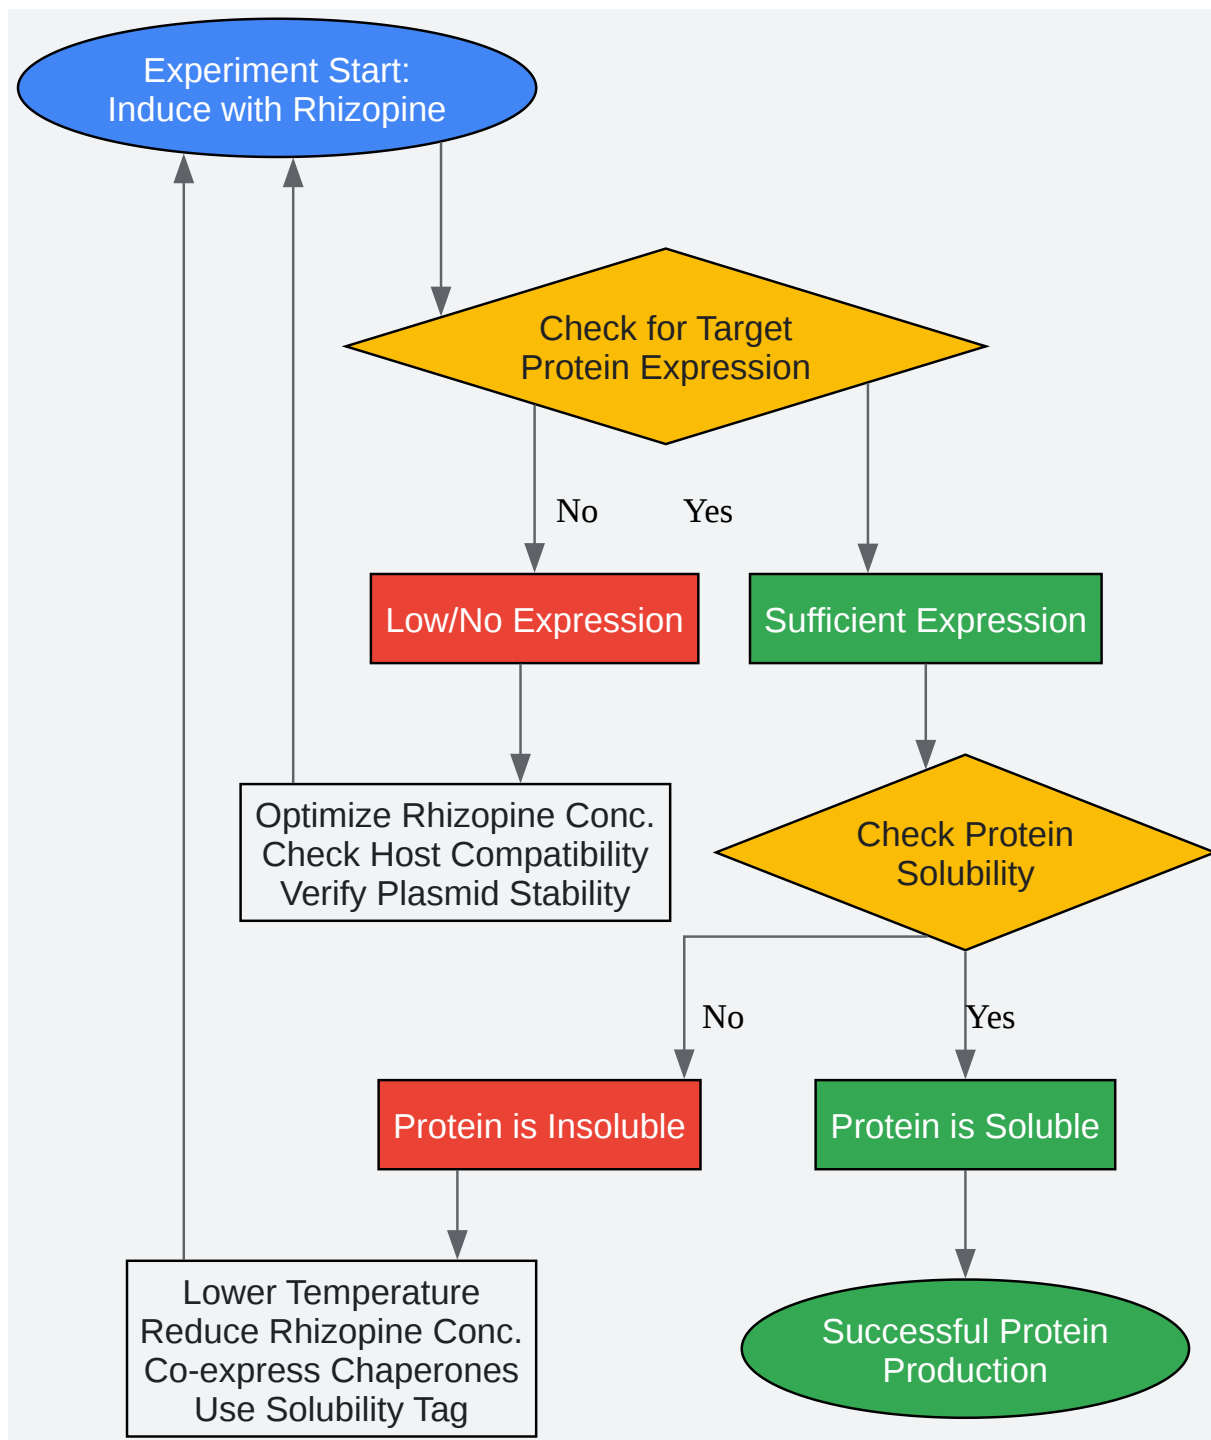 Experiment Start:
Induce with Rhizopine
Check for Target
Protein Expression
No
Yes
Low/No Expression
Sufficient Expression
Optimize Rhizopine Conc.
Check Host Compatibility
Verify Plasmid Stability
Check Protein
Solubility
No
Yes
Protein is Insoluble
Protein is Soluble
Lower Temperature
Reduce Rhizopine Conc.
Co-express Chaperones
Use Solubility Tag
Successful Protein
Production